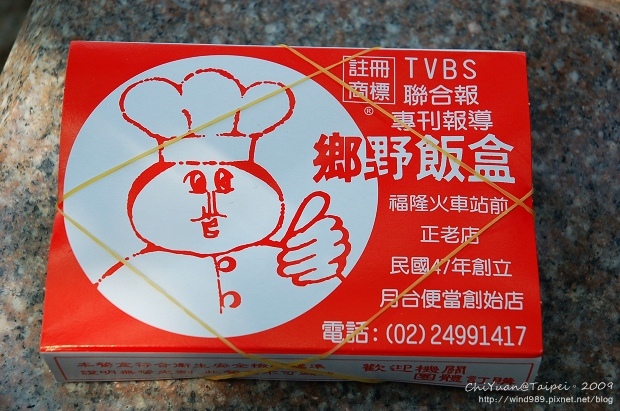 註冊商標
®
TVBS
聯合報
專刊報導
鄉野飯盒
福隆火車站前
正老店
民國47年創立
月台便當創始店
電話:(02)24991417
歡迎機關
團體訂購
ChiYuan@Taipei · 2009
http://wind989.pixnet.net/blog